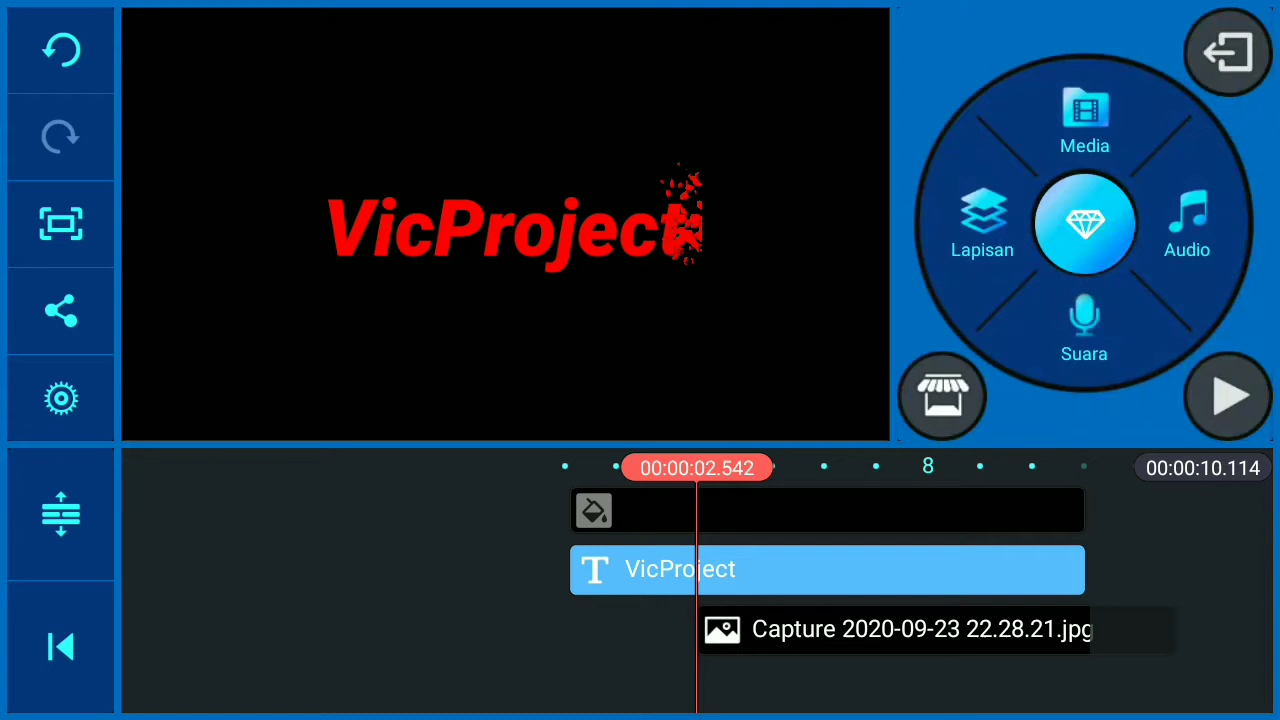 Media
VicProject
Lapisan
Audio
Suara
00:00:02.542
8
00:00:10.114
VicProject
Capture 2020-09-23 22.28.21.jpg